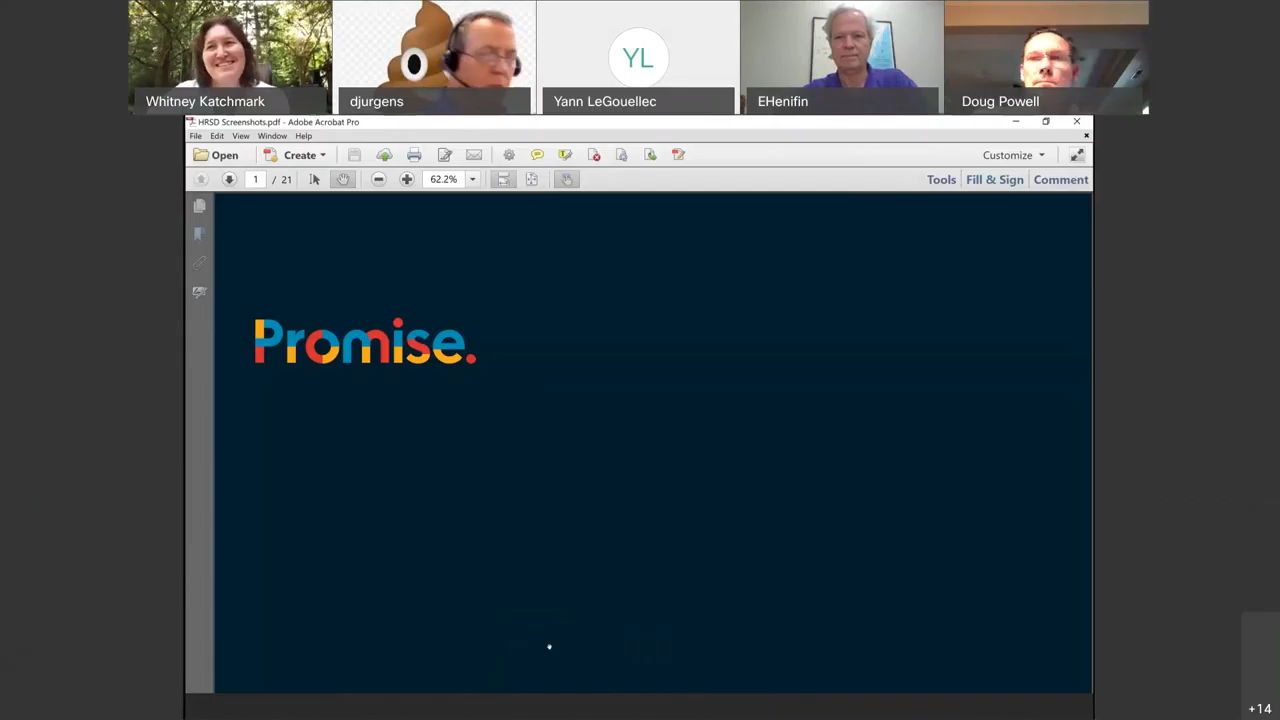 Whitney Katchmark
djurgens
YL
Yann LeGouellec
EHenifin
Doug Powell
HRSD Screenshots.pdf - Adobe Acrobat Pro
File Edit View Window Help
Open Create Customize
1 / 21 62.2% Tools Fill & Sign Comment
Promise.
+14